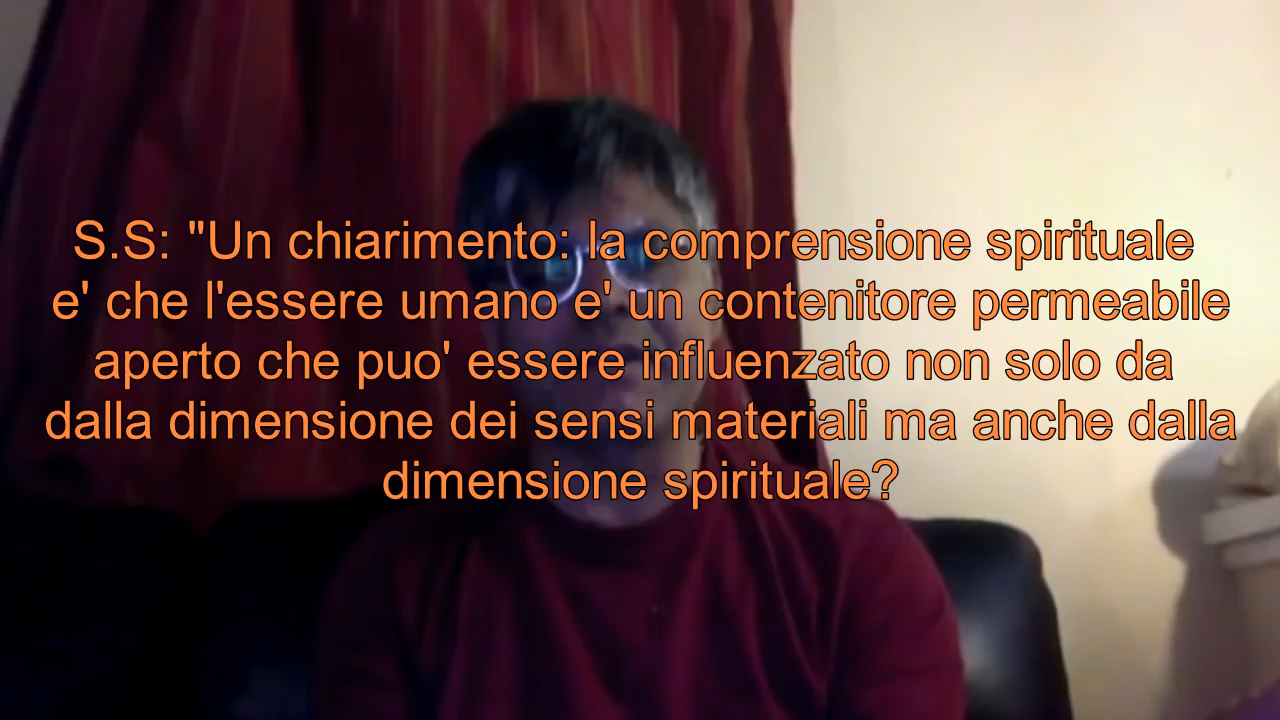 S.S: "Un chiarimento: la comprensione spirituale
e' che l'essere umano e' un contenitore permeabile
aperto che puo' essere influenzato non solo da
dalla dimensione dei sensi materiali ma anche dalla
dimensione spirituale?